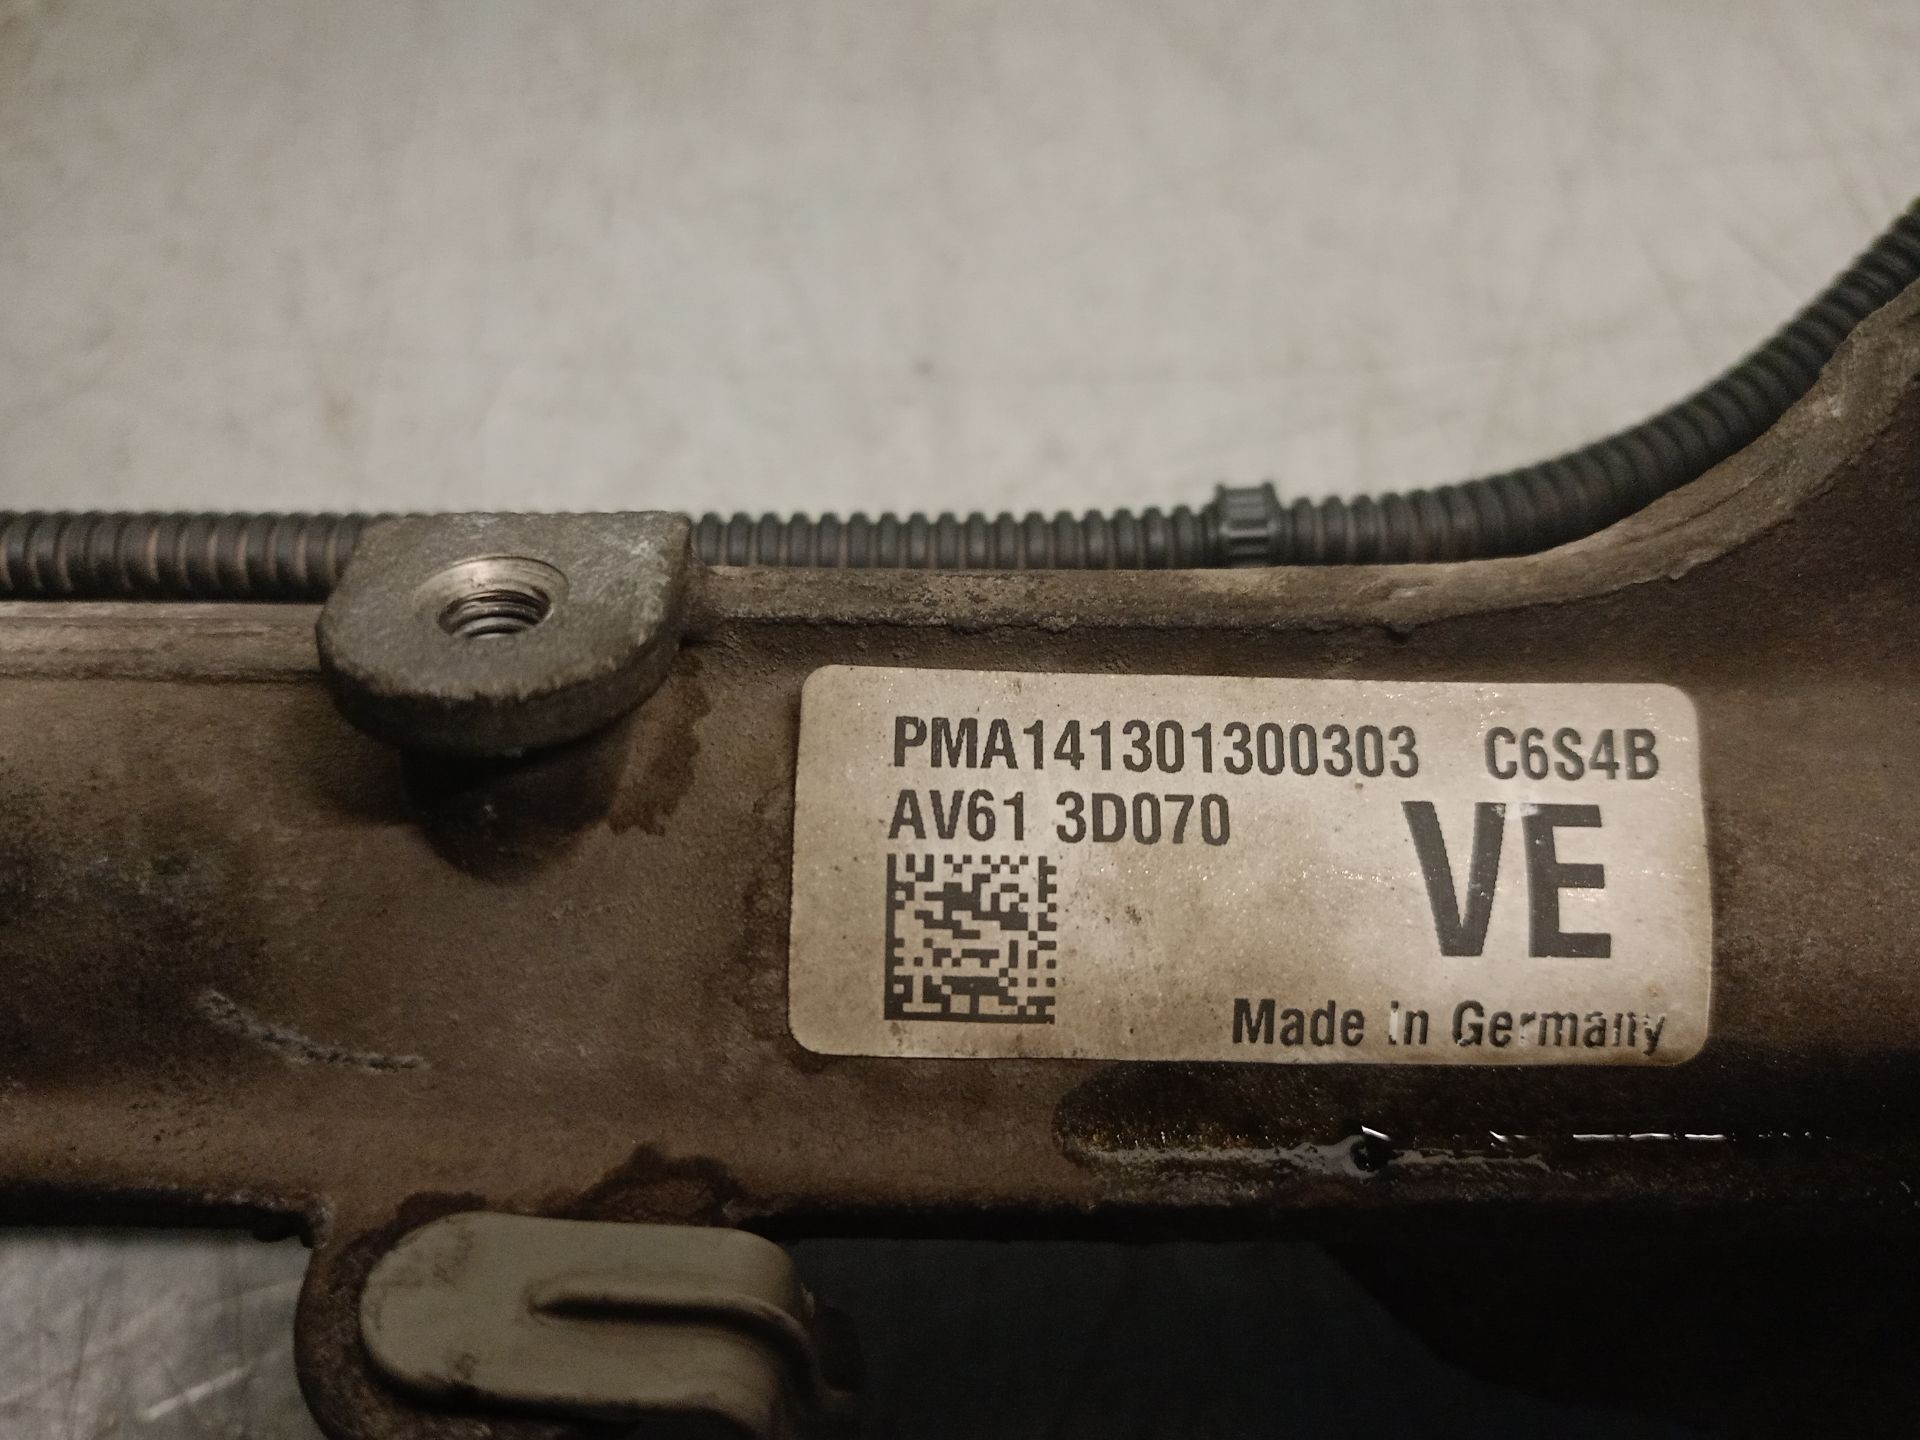 PMA141301300303 C6S4B
AV61 3D070
VE
Made in Germany